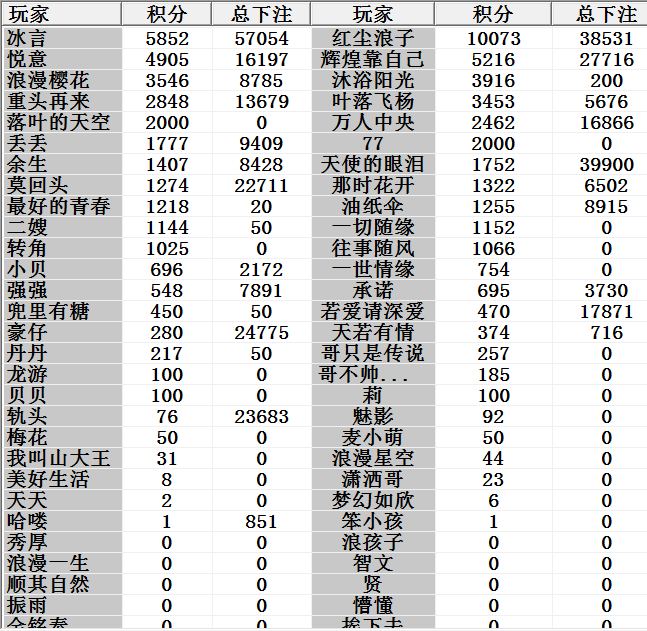 玩家 积分 总下注 玩家 积分 总下注
冰言 5852 57054 红尘浪子 10073 38531
悦意 4905 16197 辉煌靠自己 5216 27716
浪漫樱花 3546 8785 沐浴阳光 3916 200
重头再来 2848 13679 叶落飞杨 3453 5676
落叶的天空 2000 0 万人中央 2462 16866
丢丢 1777 9409 77 2000 0
余生 1407 8428 天使的眼泪 1752 39900
莫回头 1274 22711 那时花开 1322 6502
最好的青春 1218 20 油纸伞 1255 8915
二嫂 1144 50 一切随缘 1152 0
转角 1025 0 往事随风 1066 0
小贝 696 2172 一世情缘 754 0
强强 548 7891 承诺 695 3730
兜里有糖 450 50 若爱请深爱 470 17871
豪仔 280 24775 天若有情 374 716
丹丹 217 50 哥只是传说 257 0
龙游 100 0 哥不帅... 185 0
贝贝 100 0 莉 100 0
轨头 76 23683 魅影 92 0
梅花 50 0 麦小萌 50 0
我叫山大王 31 0 浪漫星空 44 0
美好生活 8 0 潇洒哥 23 0
天天 2 0 梦幻如欣 6 0
哈喽 1 851 笨小孩 1 0
秀厚 0 0 浪孩子 0 0
浪漫一生 0 0 智文 0 0
顺其自然 0 0 贤 0 0
振雨 0 0 懵懂 0 0
0 0 0 0